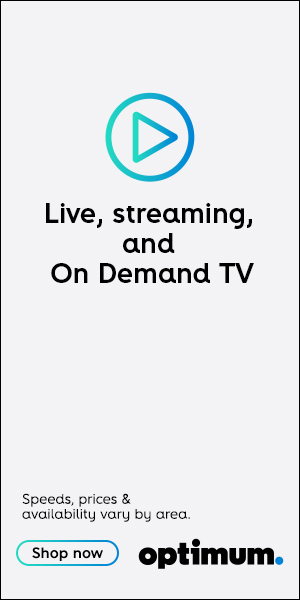 Live, streaming,
and
On Demand TV
Speeds, prices &
availability vary by area.
Shop now
optimum.